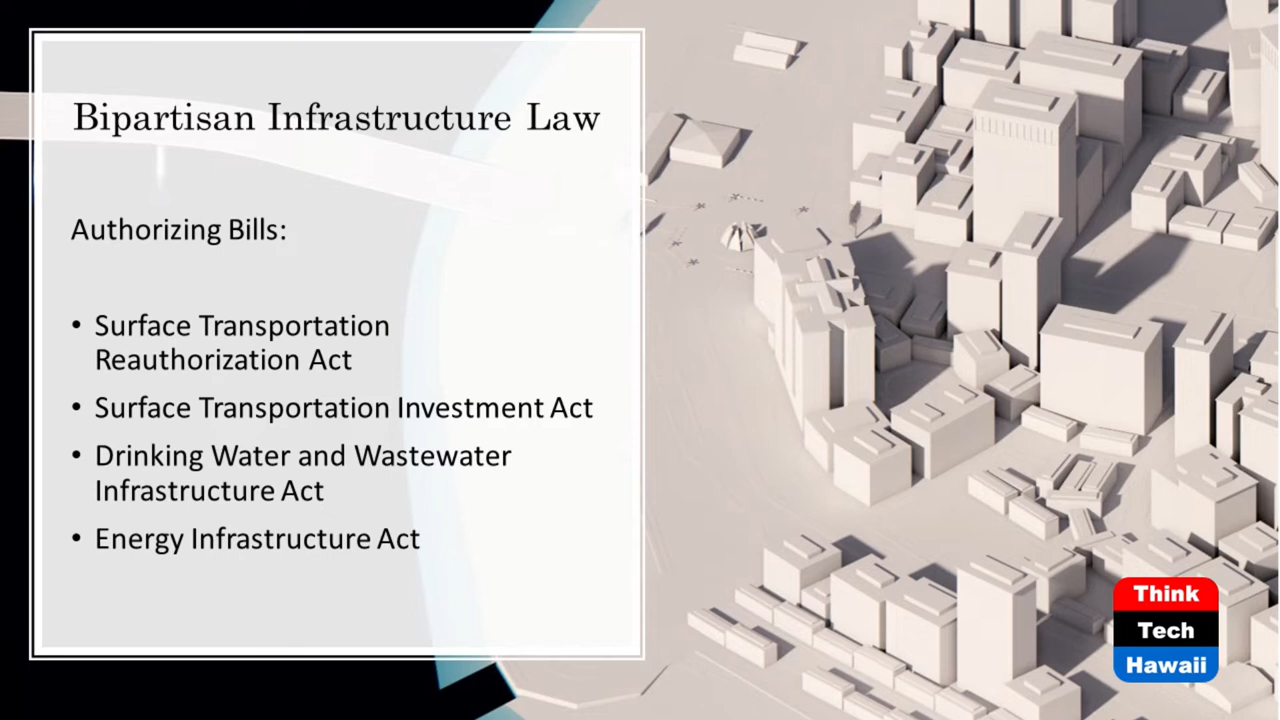 Bipartisan Infrastructure Law
Authorizing Bills:
• Surface Transportation
Reauthorization Act
• Surface Transportation Investment Act
• Drinking Water and Wastewater
Infrastructure Act
• Energy Infrastructure Act
Think
Tech
Hawaii